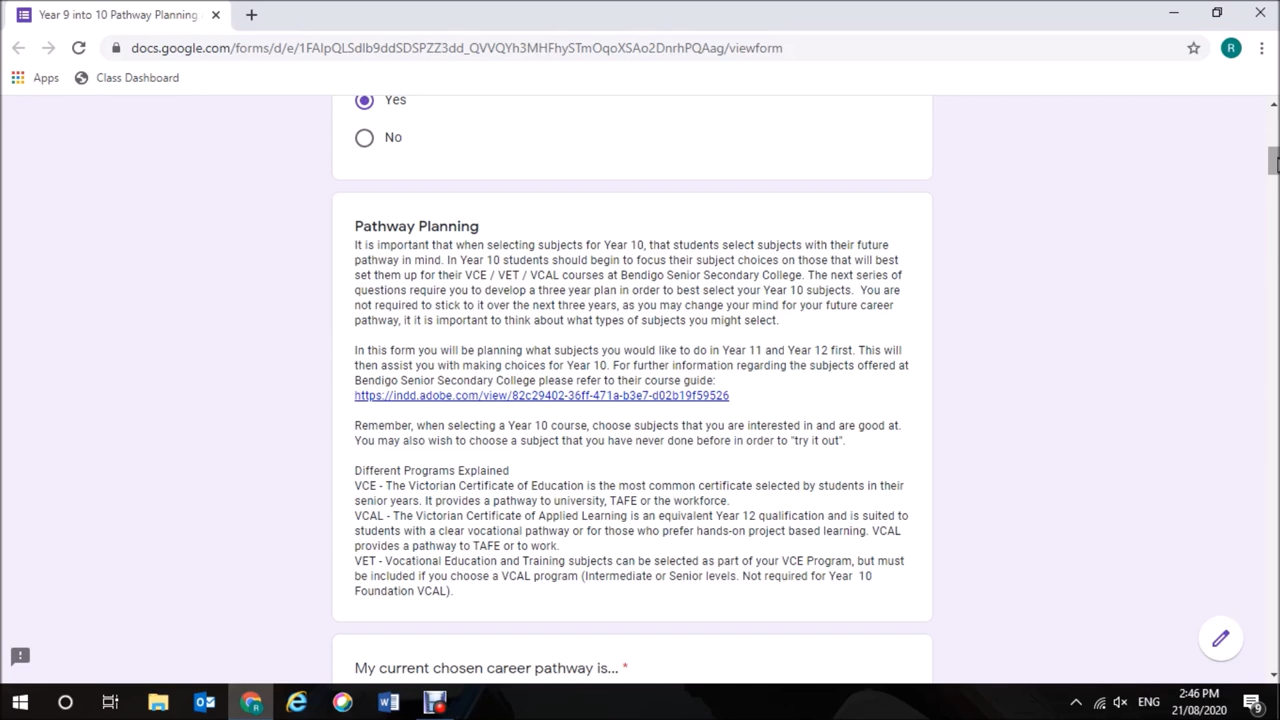 Year 9 into 10 Pathway Planning
docs.google.com/forms/d/e/1FAIpQLSdlb9ddSDSPZZ3dd_QVVQYh3MHFhySTmOqoXSAo2DnrhPQAag/viewform
R
Apps
Class Dashboard
Yes
No
Pathway Planning
It is important that when selecting subjects for Year 10, that students select subjects with their future
pathway in mind. In Year 10 students should begin to focus their subject choices on those that will best
set them up for their VCE / VET / VCAL courses at Bendigo Senior Secondary College. The next series of
questions require you to develop a three year plan in order to best select your Year 10 subjects. You are
not required to stick to it over the next three years, as you may change your mind for your future career
pathway, it it is important to think about what types of subjects you might select.
In this form you will be planning what subjects you would like to do in Year 11 and Year 12 first. This will
then assist you with making choices for Year 10. For further information regarding the subjects offered at
Bendigo Senior Secondary College please refer to their course guide:
https://indd.adobe.com/view/82c29402-36ff-471a-b3e7-d02b19f59526
Remember, when selecting a Year 10 course, choose subjects that you are interested in and are good at.
You may also wish to choose a subject that you have never done before in order to "try it out".
Different Programs Explained
VCE - The Victorian Certificate of Education is the most common certificate selected by students in their
senior years. It provides a pathway to university, TAFE or the workforce.
VCAL - The Victorian Certificate of Applied Learning is an equivalent Year 12 qualification and is suited to
students with a clear vocational pathway or for those who prefer hands-on project based learning. VCAL
provides a pathway to TAFE or to work.
VET - Vocational Education and Training subjects can be selected as part of your VCE Program, but must
be included if you choose a VCAL program (Intermediate or Senior levels. Not required for Year 10
Foundation VCAL).
My current chosen career pathway is... *
ENG
2:46 PM
21/08/2020
9